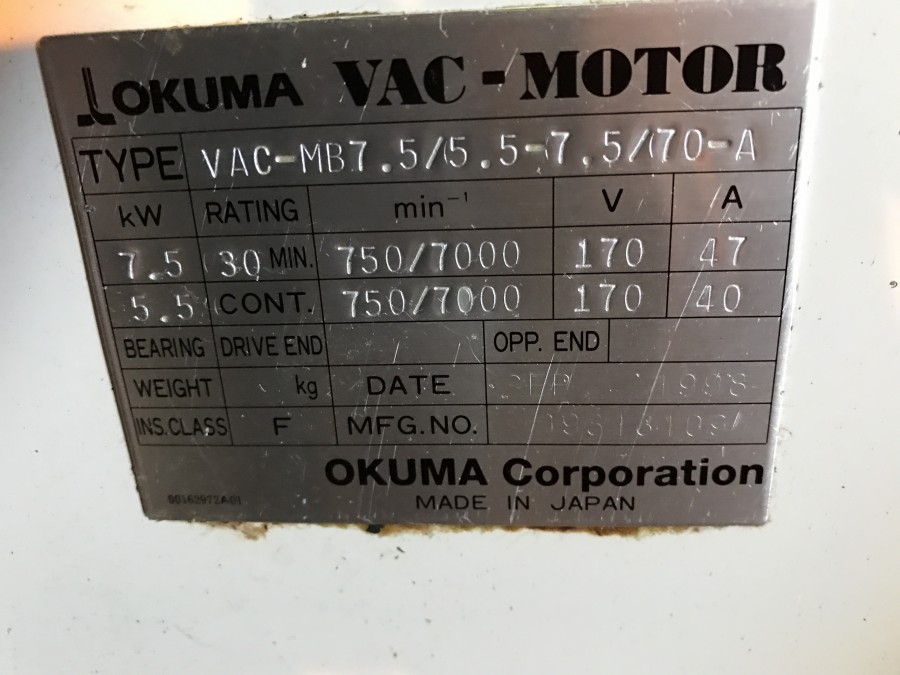 OKUMA VAC-MOTOR
TYPE VAC-MB7.5/5.5-7.5/70-A
kW RATING min⁻¹ V A
7.5 30 MIN. 750/7000 170 47
5.5 CONT. 750/7000 170 40
BEARING DRIVE END OPP. END
WEIGHT kg DATE 1998
INS.CLASS F MFG.NO.
OKUMA Corporation
MADE IN JAPAN